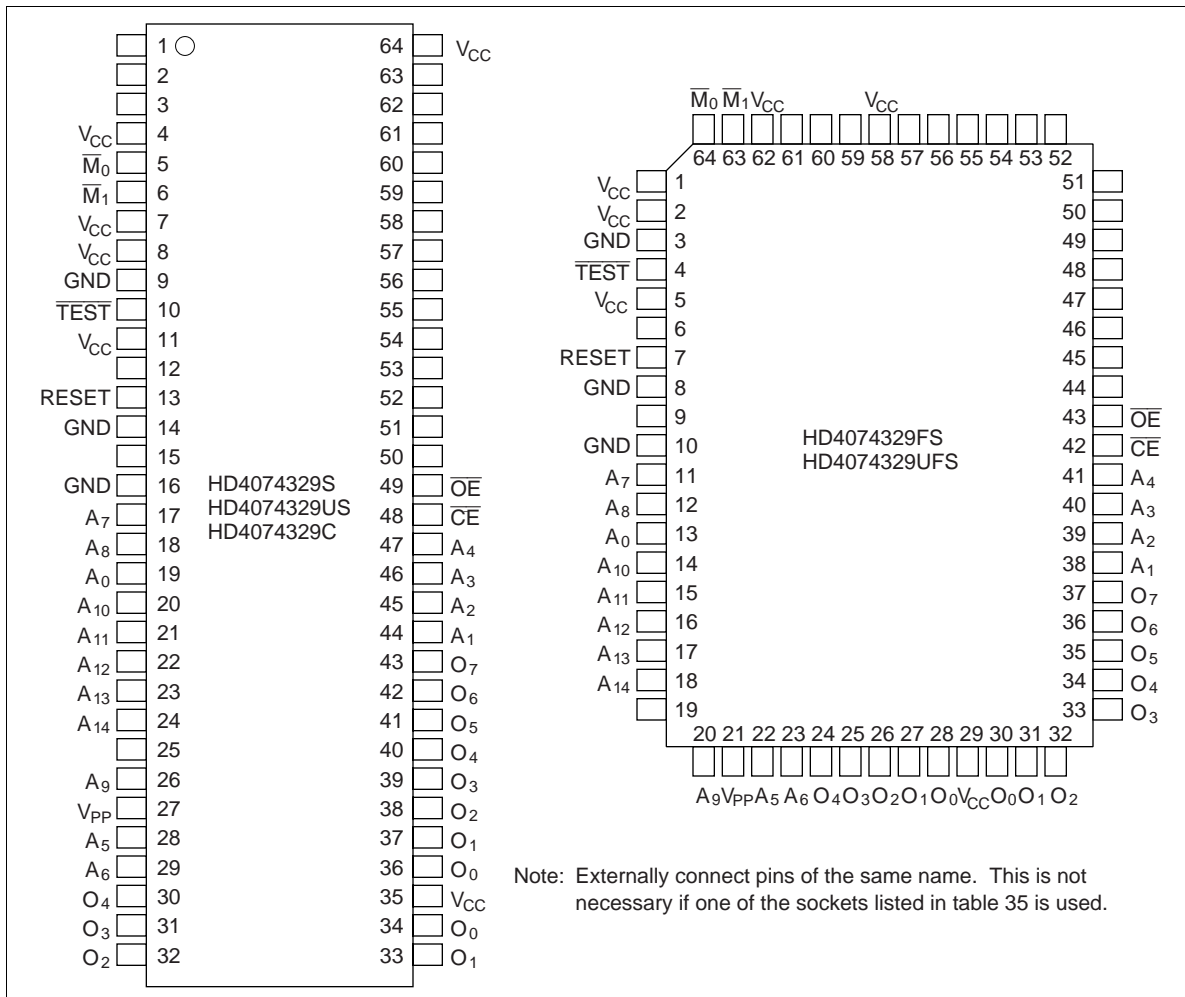 1 64 V̅CC
2 63
3 62
VCC 4 61
M̅0 5 60
M̅1 6 59
VCC 7 58
VCC 8 57
GND 9 56
T̅E̅S̅T̅ 10 55
VCC 11 54
12 53
RESET 13 52
GND 14 51
15 50
GND 16 49 O̅E̅
A7 17 48 C̅E̅
A8 18 47 A4
A0 19 46 A3
A10 20 45 A2
A11 21 44 A1
A12 22 43 O7
A13 23 42 O6
A14 24 41 O5
25 40 O4
A9 26 39 O3
VPP 27 38 O2
A5 28 37 O1
A6 29 36 O0
O4 30 35 VCC
O3 31 34 O0
O2 32 33 O1
HD4074329S
HD4074329US
HD4074329C
M̅0 M̅1 VCC VCC
64 63 62 61 60 59 58 57 56 55 54 53 52
VCC 1 51
VCC 2 50
GND 3 49
T̅E̅S̅T̅ 4 48
VCC 5 47
6 46
RESET 7 45
GND 8 44
9 43 O̅E̅
GND 10 42 C̅E̅
A7 11 41 A4
A8 12 40 A3
A0 13 39 A2
A10 14 38 A1
A11 15 37 O7
A12 16 36 O6
A13 17 35 O5
A14 18 34 O4
19 33 O3
HD4074329FS
HD4074329UFS
20 21 22 23 24 25 26 27 28 29 30 31 32
A9 VPP A5 A6 O4 O3 O2 O1 O0 VCC O0 O1 O2
Note: Externally connect pins of the same name. This is not
necessary if one of the sockets listed in table 35 is used.